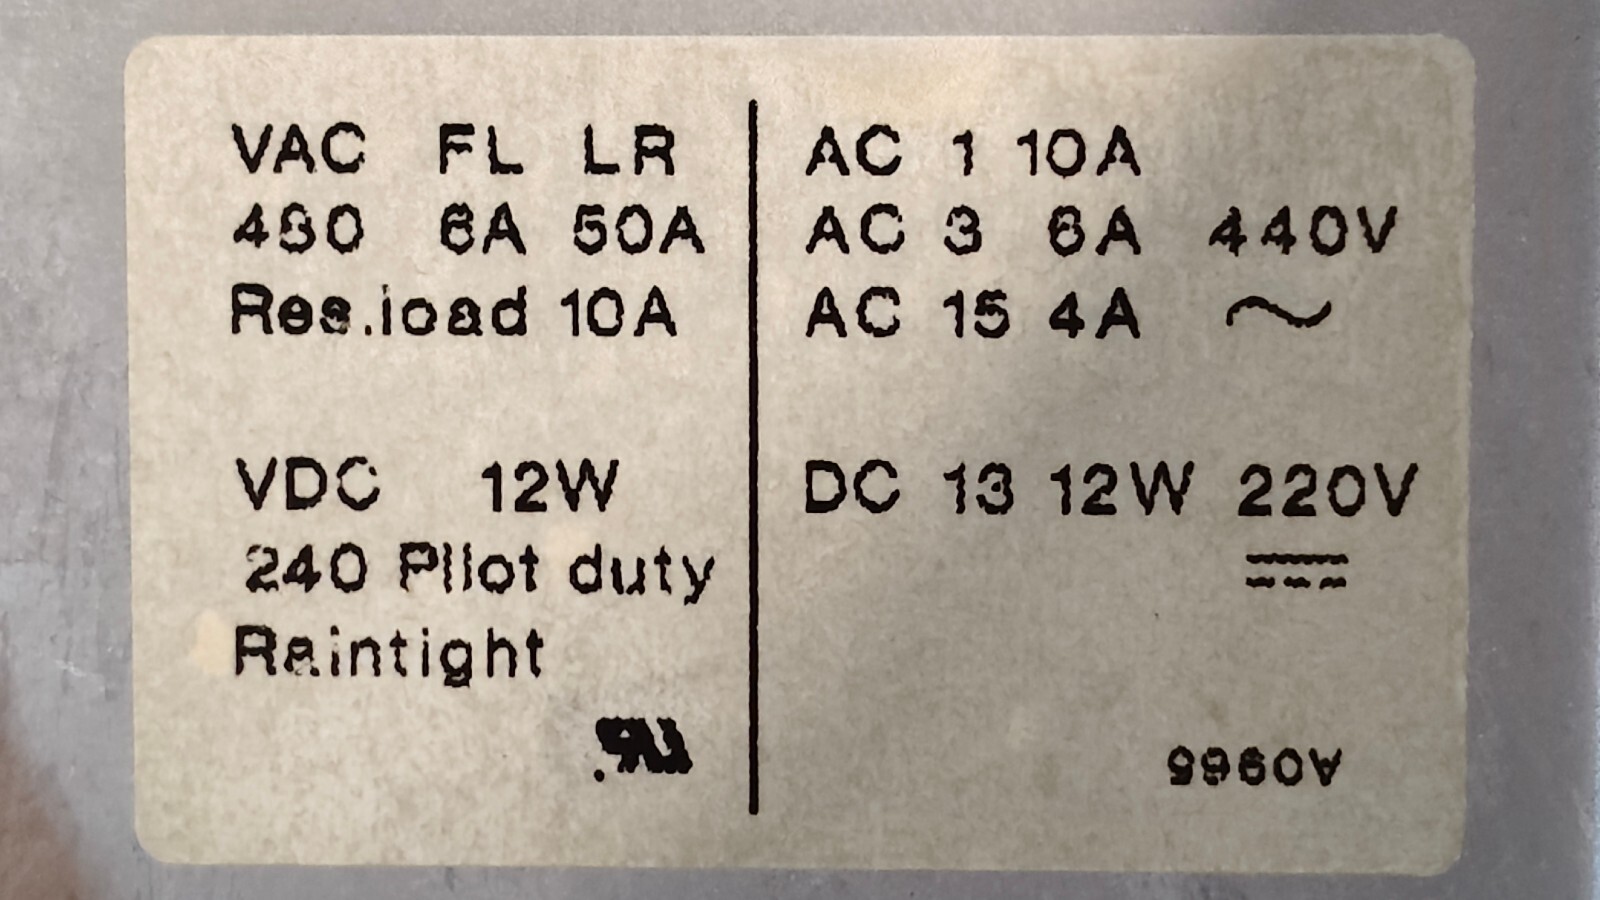 VAC FL LR
480 6A 50A
Res.load 10A
VDC 12W
240 Pilot duty
Raintight
AC 1 10A
AC 3 6A 440V
AC 15 4A ~
DC 13 12W 220V
A0965